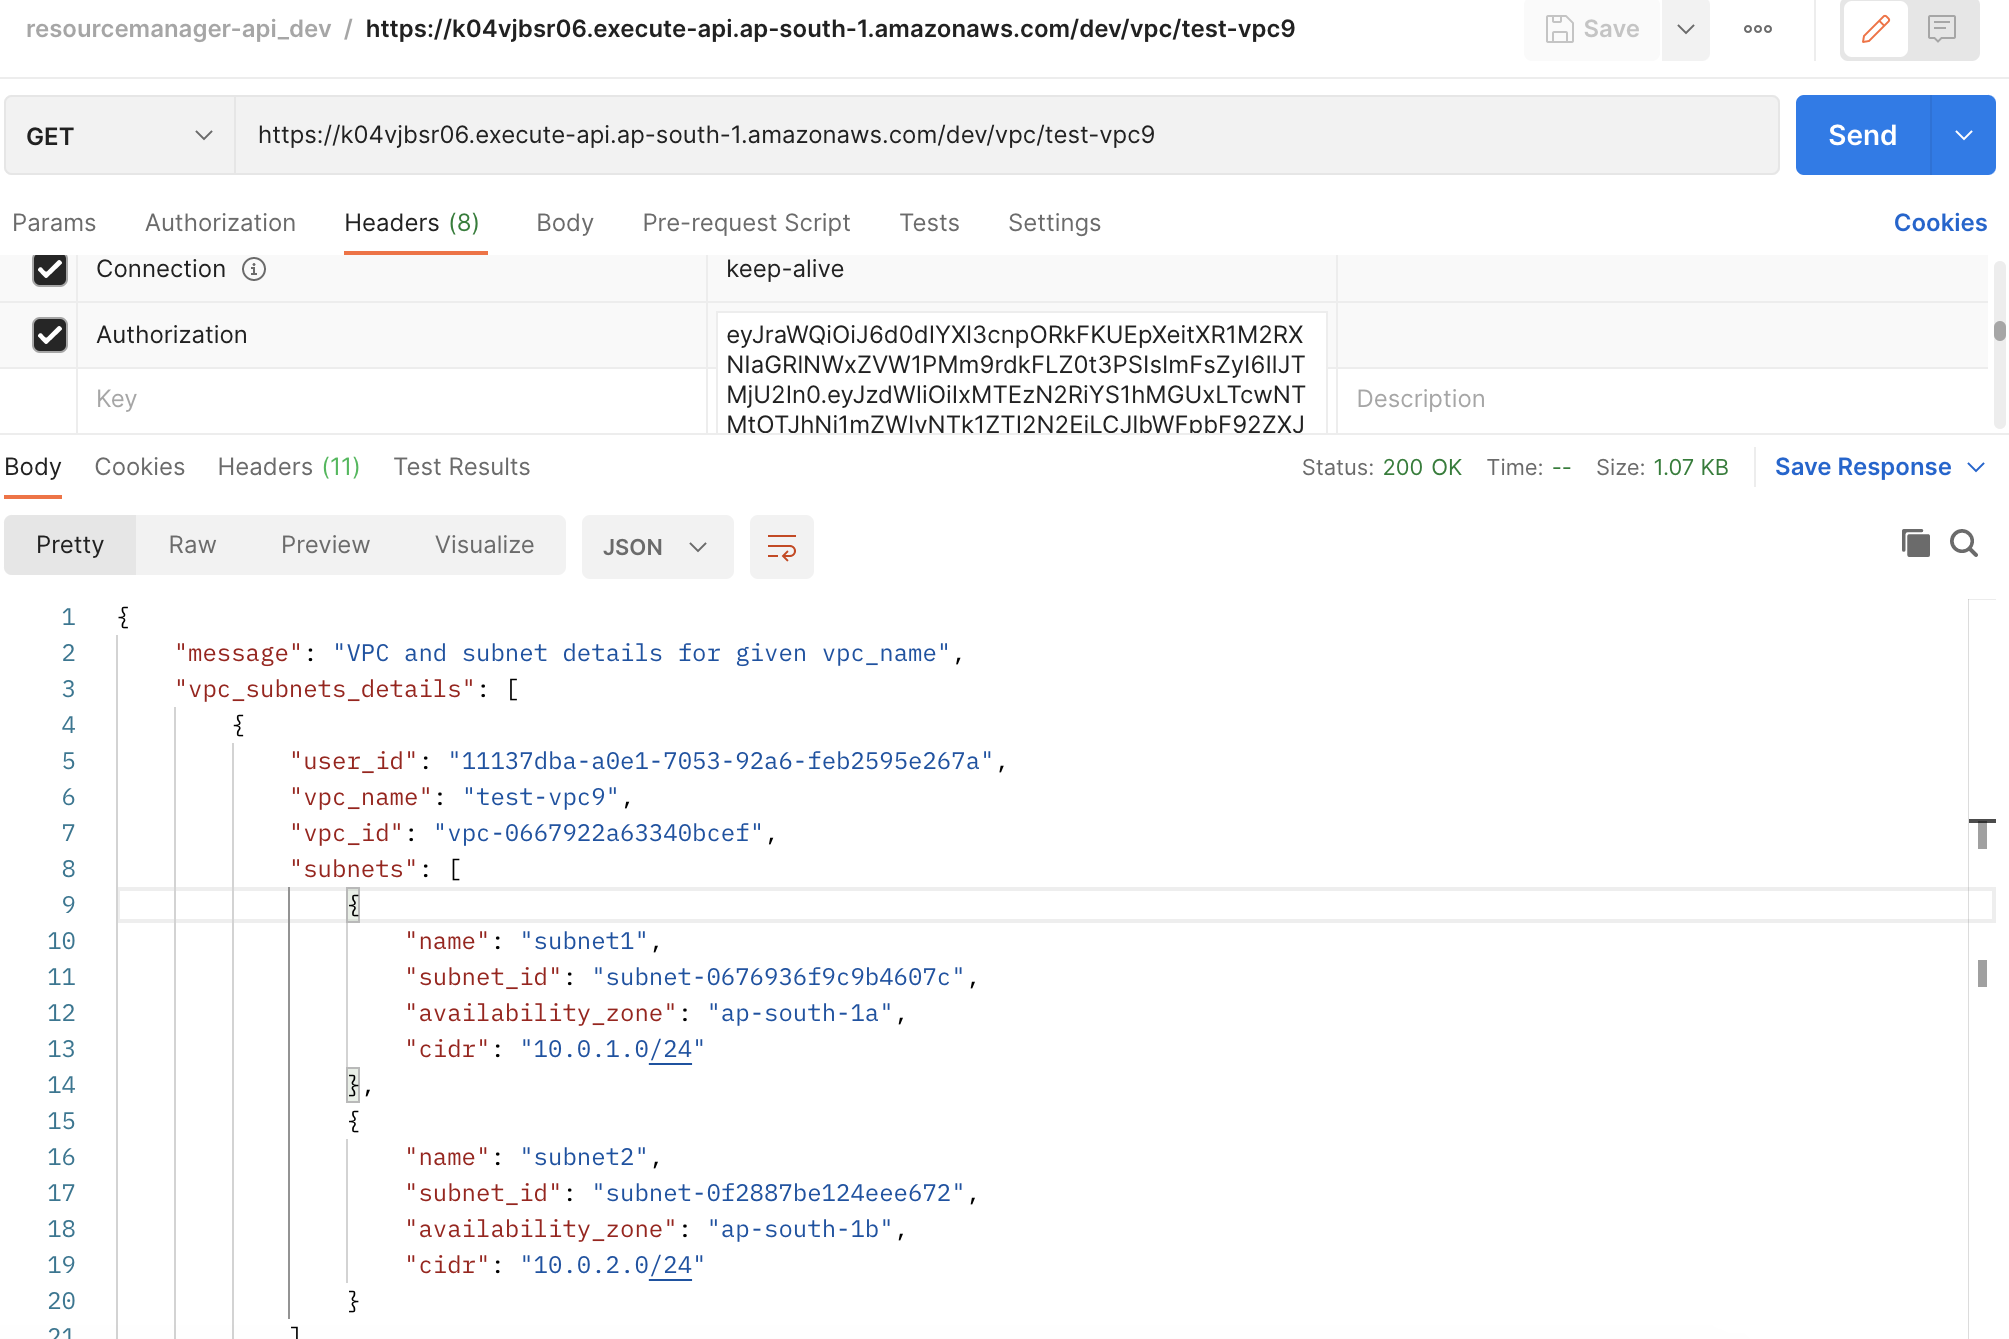 resourcemanager-api_dev / https://k04vjbsr06.execute-api.ap-south-1.amazonaws.com/dev/vpc/test-vpc9
Save
GET
https://k04vjbsr06.execute-api.ap-south-1.amazonaws.com/dev/vpc/test-vpc9
Send
Params Authorization Headers (8) Body Pre-request Script Tests Settings Cookies
Connection keep-alive
Authorization
eyJraWQiOiJ6d0dIYXl3cnpORkFKUEpXeitXR1M2RX
NIaGRlNWxZVW1PMm9rdkFLZ0t3PSIsImFsZyI6IlJT
MjU2In0.eyJzdWIiOiIxMTEzN2RiYS1hMGUxLTcwNT
MtOTJhNi1mZWIyNTk1ZTI2N2EiLCJlbWFpbF92ZXJ
Key Description
Body Cookies Headers (11) Test Results Status: 200 OK Time: -- Size: 1.07 KB Save Response
Pretty Raw Preview Visualize JSON
1 {
2 "message": "VPC and subnet details for given vpc_name",
3 "vpc_subnets_details": [
4 {
5 "user_id": "11137dba-a0e1-7053-92a6-feb2595e267a",
6 "vpc_name": "test-vpc9",
7 "vpc_id": "vpc-0667922a63340bcef",
8 "subnets": [
9 {
10 "name": "subnet1",
11 "subnet_id": "subnet-0676936f9c9b4607c",
12 "availability_zone": "ap-south-1a",
13 "cidr": "10.0.1.0/24"
14 },
15 {
16 "name": "subnet2",
17 "subnet_id": "subnet-0f2887be124eee672",
18 "availability_zone": "ap-south-1b",
19 "cidr": "10.0.2.0/24"
20 }
21 ]